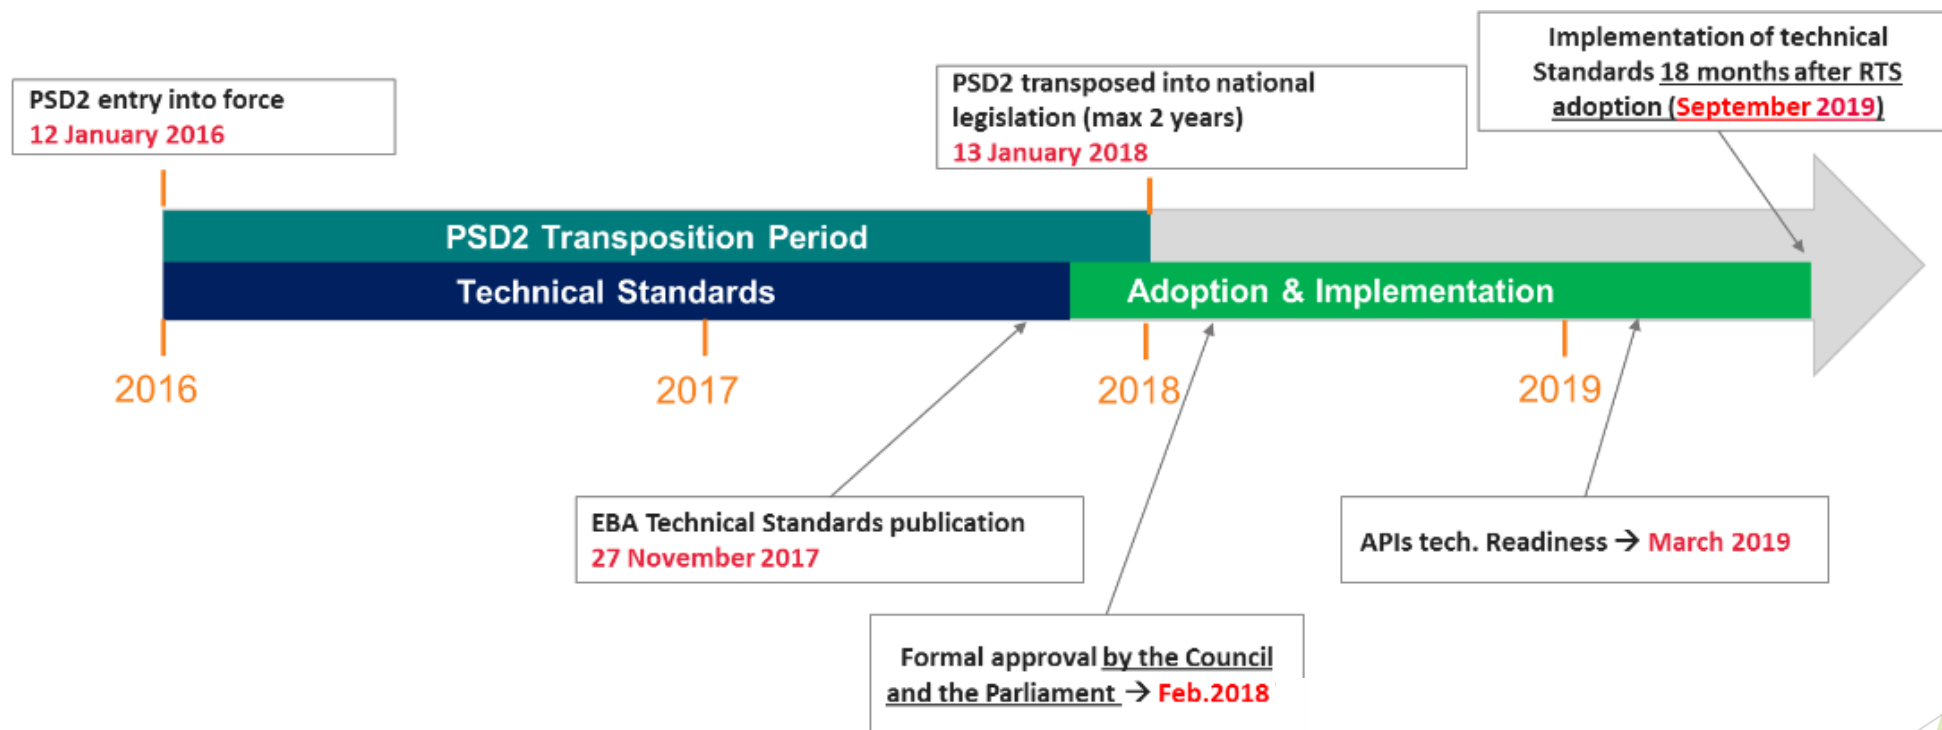 Implementation of technical
Standards 18 months after RTS
adoption (September 2019)
PSD2 entry into force
12 January 2016
PSD2 transposed into national
legislation (max 2 years)
13 January 2018
PSD2 Transposition Period
Technical Standards
Adoption & Implementation
2016
2017
2018
2019
EBA Technical Standards publication
27 November 2017
APIs tech. Readiness → March 2019
Formal approval by the Council
and the Parliament → Feb.2018